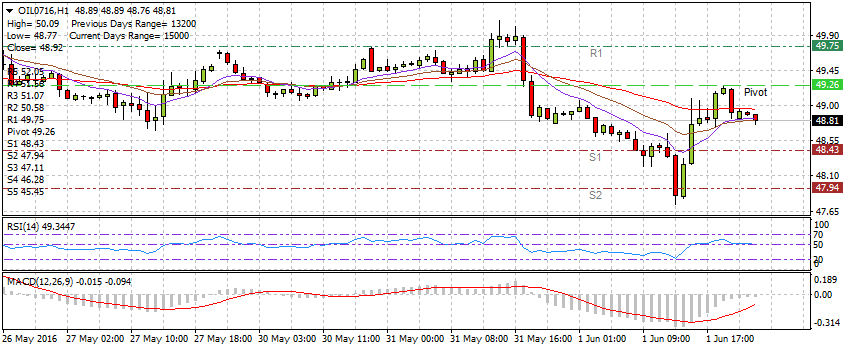 OIL0716,H1 48.89 48.89 48.76 48.81
High= 50.09 Previous Days Range= 13200
Low= 48.77 Current Days Range= 15000
Close= 48.92
R5 52.05
R3 51.07
R2 50.58
R1 49.75
Pivot 49.26
S1 48.43
S2 47.94
S3 47.11
S4 46.28
S5 45.45
R1
Pivot
S1
S2
49.90
49.75
49.45
49.26
49.00
48.81
48.55
48.43
48.10
47.94
47.65
RSI(14) 49.3447
100
70
50
20
0
MACD(12,26,9) -0.015 -0.094
0.189
0.00
-0.314
26 May 2016
27 May 02:00
27 May 10:00
27 May 18:00
30 May 03:00
30 May 11:00
31 May 00:00
31 May 08:00
31 May 16:00
1 Jun 01:00
1 Jun 09:00
1 Jun 17:00